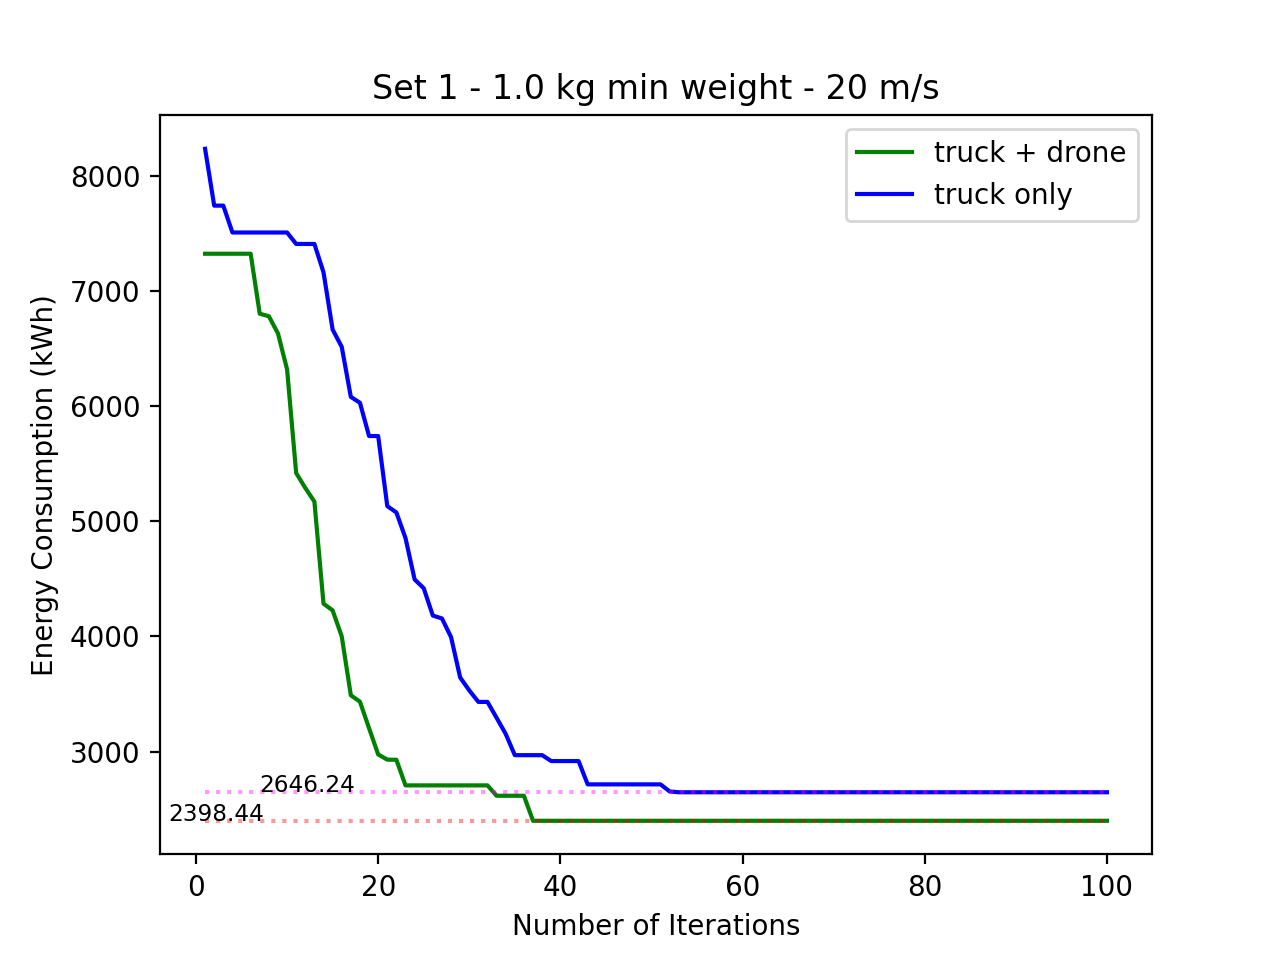 Set 1 - 1.0 kg min weight - 20 m/s
truck + drone
truck only
Energy Consumption (kWh)
8000
7000
6000
5000
4000
3000
2646.24
2398.44
0 20 40 60 80 100
Number of Iterations